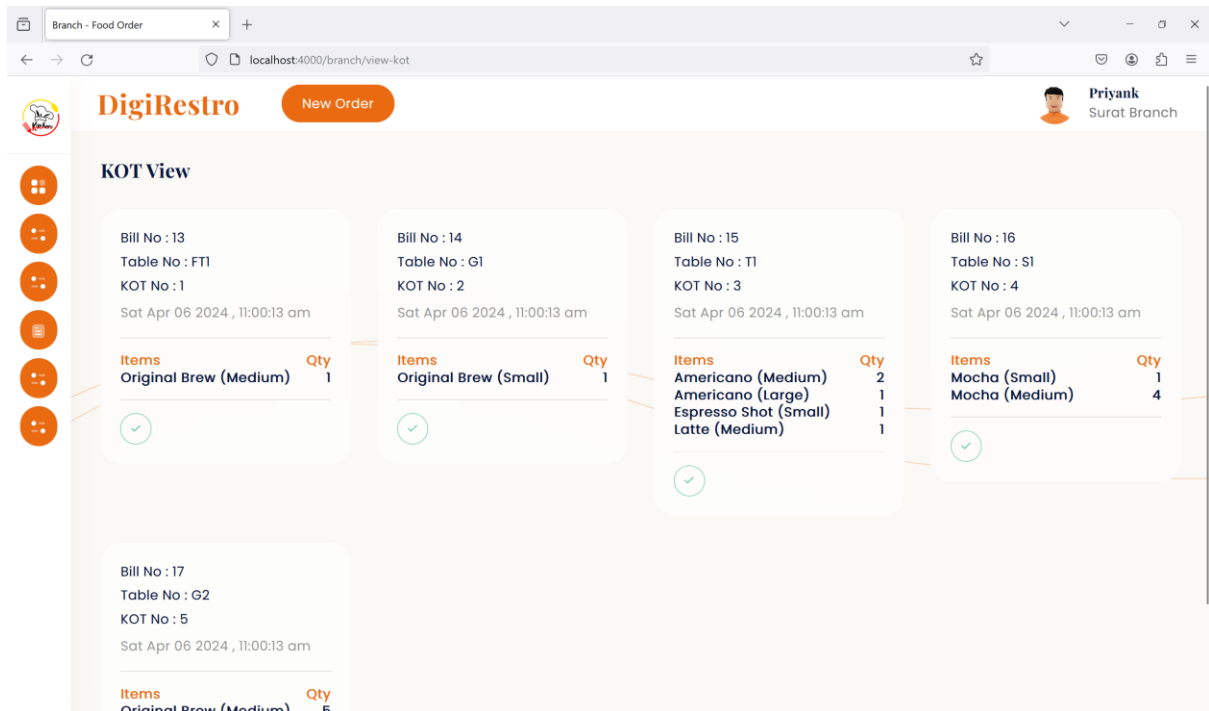 Branch - Food Order
localhost:4000/branch/view-kot
Kitchen
DigiRestro
New Order
Priyank
Surat Branch
KOT View
Bill No : 13
Table No : FT1
KOT No : 1
Sat Apr 06 2024 , 11:00:13 am
Items Qty
Original Brew (Medium) 1
Bill No : 14
Table No : G1
KOT No : 2
Sat Apr 06 2024 , 11:00:13 am
Items Qty
Original Brew (Small) 1
Bill No : 15
Table No : T1
KOT No : 3
Sat Apr 06 2024 , 11:00:13 am
Items Qty
Americano (Medium) 2
Americano (Large) 1
Espresso Shot (Small) 1
Latte (Medium) 1
Bill No : 16
Table No : S1
KOT No : 4
Sat Apr 06 2024 , 11:00:13 am
Items Qty
Mocha (Small) 1
Mocha (Medium) 4
Bill No : 17
Table No : G2
KOT No : 5
Sat Apr 06 2024 , 11:00:13 am
Items Qty
Original Brew (Medium) 5